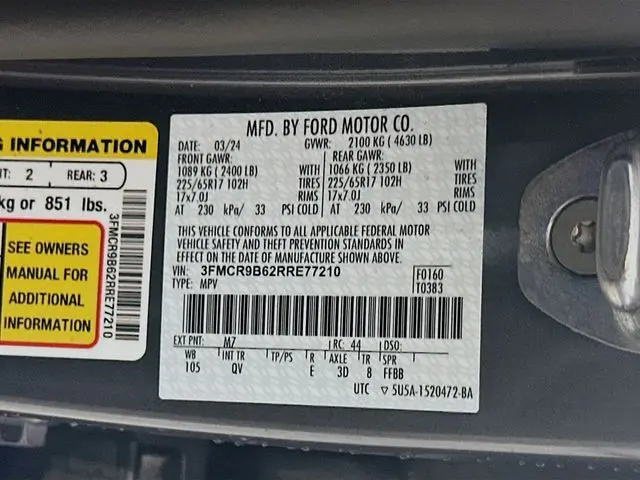 G INFORMATION
NT: 2 REAR: 3
kg or 851 lbs.
SEE OWNERS
MANUAL FOR
ADDITIONAL
INFORMATION
3FMCR9B62RRE77210
MFD. BY FORD MOTOR CO.
DATE: 03/24 GVWR: 2100 KG ( 4630 LB)
FRONT GAWR: REAR GAWR:
1089 KG ( 2400 LB) WITH 1066 KG ( 2350 LB) WITH
225/65R17 102H TIRES 225/65R17 102H TIRES
17x7.0J RIMS 17x7.0J RIMS
AT 230 kPa/ 33 PSI COLD AT 230 kPa/ 33 PSI COLD
THIS VEHICLE CONFORMS TO ALL APPLICABLE FEDERAL MOTOR
VEHICLE SAFETY AND THEFT PREVENTION STANDARDS IN
EFFECT ON THE DATE OF MANUFACTURE SHOWN ABOVE.
VIN: 3FMCR9B62RRE77210 F0160
TYPE: MPV T0383
EXT PNT: M7 RC: 44 DSO:
WB INT TR TP/PS R AXLE TR SPR
105 QV E 3D 8 FFBB
UTC ▽ 5U5A-1520472-BA